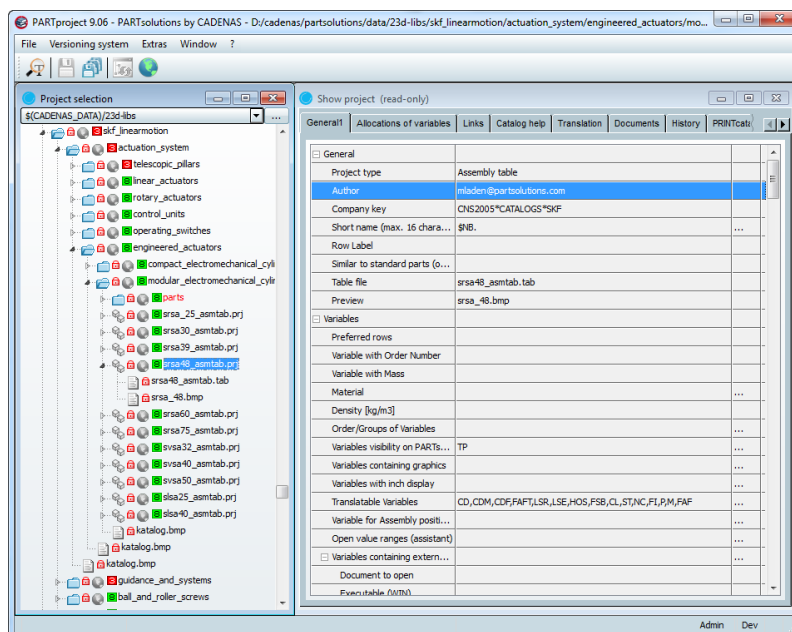 PARTproject 9.06 - PARTsolutions by CADENAS - D:/cadenas/partsolutions/data/23d-libs/skf_linearmotion/actuation_system/engineered_actuators/mo...
File Versioning system Extras Window ?
Project selection
$(CADENAS_DATA)/23d-libs
...
S skf_linearmotion
S actuation_system
S telescopic_pillars
B linear_actuators
B rotary_actuators
B control_units
B operating_switches
B engineered_actuators
B compact_electromechanical_cyli
B modular_electromechanical_cylin
B parts
B srsa_25_asmtab.prj
B srsa30_asmtab.prj
B srsa39_asmtab.prj
B srsa48_asmtab.prj
srsa48_asmtab.tab
srsa_48.bmp
B srsa60_asmtab.prj
B srsa75_asmtab.prj
B svsa32_asmtab.prj
B svsa40_asmtab.prj
B svsa50_asmtab.prj
B slsa25_asmtab.prj
B slsa40_asmtab.prj
katalog.bmp
katalog.bmp
katalog.bmp
S guidance_and_systems
B ball_and_roller_screws
Show project (read-only)
General1 Allocations of variables Links Catalog help Translation Documents History PRINTcata
General
Project type Assembly table
Author mladen@partsolutions.com
Company key CNS2005*CATALOGS*SKF
Short name (max. 16 chara... $NB. ...
Row Label
Similar to standard parts (o...
Table file srsa48_asmtab.tab
Preview srsa_48.bmp
Variables
Preferred rows
Variable with Order Number
Variable with Mass
Material ...
Density [kg/m3]
Order/Groups of Variables ...
Variables visibility on PARTs... TP ...
Variables containing graphics ...
Variables with inch display ...
Translatable Variables CD,CDM,CDF,FAFT,LSR,LSE,HOS,FSB,CL,ST,NC,FI,P,M,FAF ...
Variable for Assembly positi... ...
Open value ranges (assistant) ...
Variables containing extern... ...
Document to open
Executable (WIN)
Admin Dev